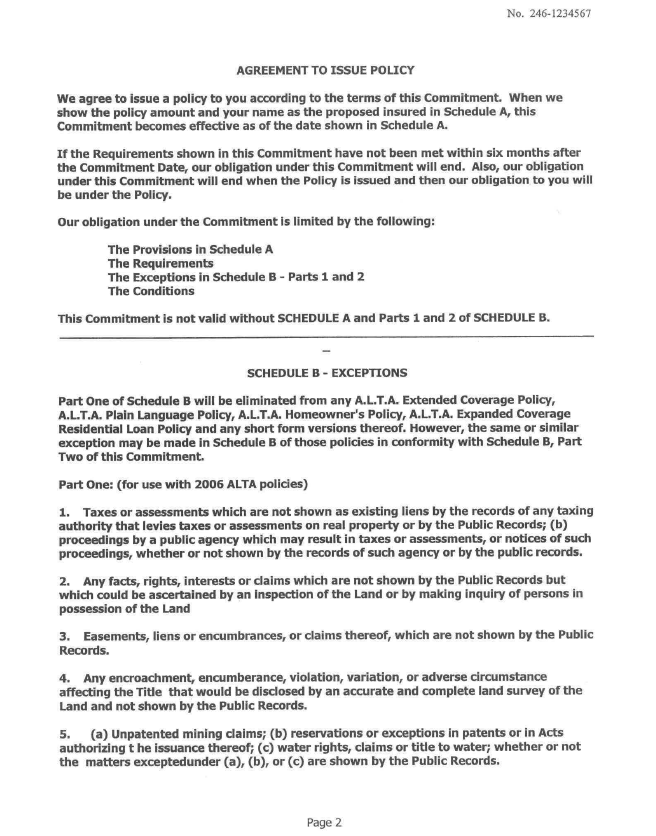 No. 246-1234567
AGREEMENT TO ISSUE POLICY
We agree to issue a policy to you according to the terms of this Commitment. When we
show the policy amount and your name as the proposed insured in Schedule A, this
Commitment becomes effective as of the date shown in Schedule A.
If the Requirements shown in this Commitment have not been met within six months after
the Commitment Date, our obligation under this Commitment will end. Also, our obligation
under this Commitment will end when the Policy is issued and then our obligation to you will
be under the Policy.
Our obligation under the Commitment is limited by the following:
The Provisions in Schedule A
The Requirements
The Exceptions in Schedule B - Parts 1 and 2
The Conditions
This Commitment is not valid without SCHEDULE A and Parts 1 and 2 of SCHEDULE B.
–
SCHEDULE B - EXCEPTIONS
Part One of Schedule B will be eliminated from any A.L.T.A. Extended Coverage Policy,
A.L.T.A. Plain Language Policy, A.L.T.A. Homeowner's Policy, A.L.T.A. Expanded Coverage
Residential Loan Policy and any short form versions thereof. However, the same or similar
exception may be made in Schedule B of those policies in conformity with Schedule B, Part
Two of this Commitment.
Part One: (for use with 2006 ALTA policies)
1. Taxes or assessments which are not shown as existing liens by the records of any taxing
authority that levies taxes or assessments on real property or by the Public Records; (b)
proceedings by a public agency which may result in taxes or assessments, or notices of such
proceedings, whether or not shown by the records of such agency or by the public records.
2. Any facts, rights, interests or claims which are not shown by the Public Records but
which could be ascertained by an inspection of the Land or by making inquiry of persons in
possession of the Land
3. Easements, liens or encumbrances, or claims thereof, which are not shown by the Public
Records.
4. Any encroachment, encumberance, violation, variation, or adverse circumstance
affecting the Title that would be disclosed by an accurate and complete land survey of the
Land and not shown by the Public Records.
5. (a) Unpatented mining claims; (b) reservations or exceptions in patents or in Acts
authorizing t he issuance thereof; (c) water rights, claims or title to water; whether or not
the matters exceptedunder (a), (b), or (c) are shown by the Public Records.
Page 2